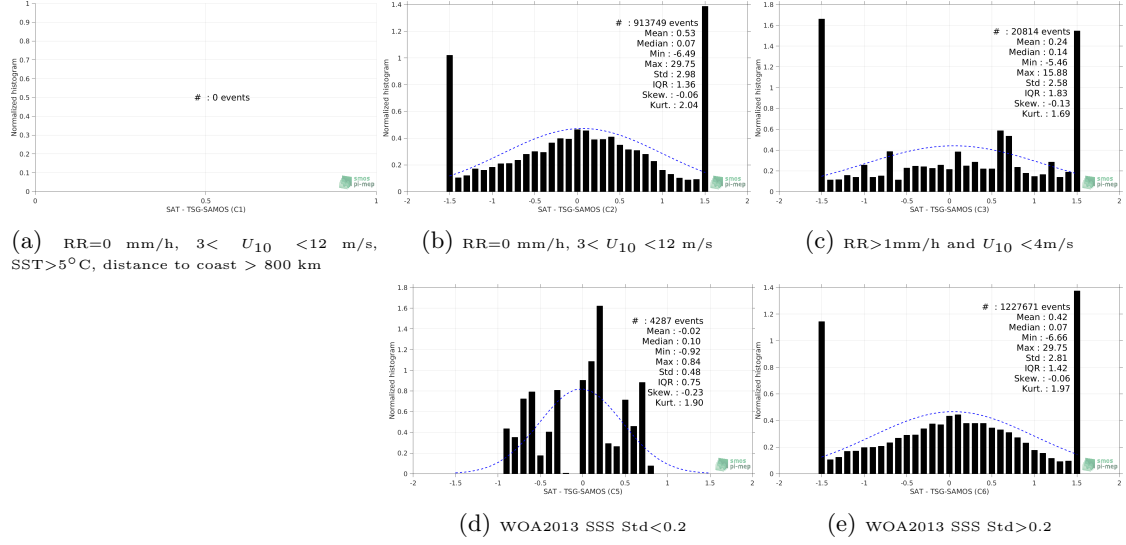 Normalized histogram
1
0.9
0.8
0.7
0.6
0.5
0.4
0.3
0.2
0.1
0
# : 0 events
0
0.5
1
SAT - TSG-SAMOS (C1)
smos
pi-mep
(a) RR=0 mm/h, 3< U10 <12 m/s,
SST>5°C, distance to coast > 800 km
Normalized histogram
1.4
1.2
1
0.8
0.6
0.4
0.2
0
# : 913749 events
Mean : 0.53
Median : 0.07
Min : -6.49
Max : 29.75
Std : 2.98
IQR : 1.36
Skew. : -0.06
Kurt. : 2.04
-2
-1.5
-1
-0.5
0
0.5
1
1.5
2
SAT - TSG-SAMOS (C2)
smos
pi-mep
(b) RR=0 mm/h, 3< U10 <12 m/s
Normalized histogram
1.8
1.6
1.4
1.2
1
0.8
0.6
0.4
0.2
0
# : 20814 events
Mean : 0.24
Median : 0.14
Min : -5.46
Max : 15.88
Std : 2.58
IQR : 1.83
Skew. : -0.13
Kurt. : 1.69
-2
-1.5
-1
-0.5
0
0.5
1
1.5
2
SAT - TSG-SAMOS (C3)
smos
pi-mep
(c) RR>1mm/h and U10 <4m/s
Normalized histogram
1.8
1.6
1.4
1.2
1
0.8
0.6
0.4
0.2
0
# : 4287 events
Mean : -0.02
Median : 0.10
Min : -0.92
Max : 0.84
Std : 0.48
IQR : 0.75
Skew. : -0.23
Kurt. : 1.90
-2
-1.5
-1
-0.5
0
0.5
1
1.5
2
SAT - TSG-SAMOS (C5)
smos
pi-mep
(d) WOA2013 SSS Std<0.2
Normalized histogram
1.4
1.2
1
0.8
0.6
0.4
0.2
0
# : 1227671 events
Mean : 0.42
Median : 0.07
Min : -6.66
Max : 29.75
Std : 2.81
IQR : 1.42
Skew. : -0.06
Kurt. : 1.97
-2
-1.5
-1
-0.5
0
0.5
1
1.5
2
SAT - TSG-SAMOS (C6)
smos
pi-mep
(e) WOA2013 SSS Std>0.2